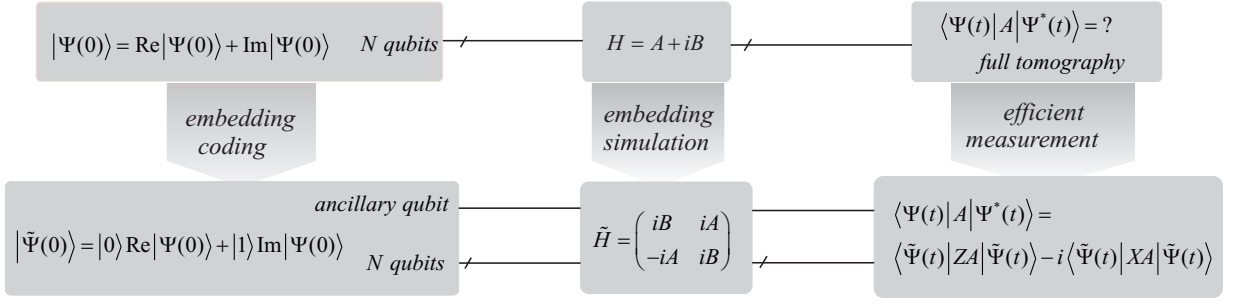 |Ψ(0)⟩ = Re|Ψ(0)⟩ + Im|Ψ(0)⟩ N qubits
H = A + iB
⟨Ψ(t)|A|Ψ*(t)⟩ = ?
full tomography
embedding
coding
embedding
simulation
efficient
measurement
ancillary qubit
|Ψ̃(0)⟩ = |0⟩ Re|Ψ(0)⟩ + |1⟩ Im|Ψ(0)⟩
N qubits
H̃ = ( iB iA
-iA iB )
⟨Ψ(t)|A|Ψ*(t)⟩ =
⟨Ψ̃(t)|ZA|Ψ̃(t)⟩ - i⟨Ψ̃(t)|XA|Ψ̃(t)⟩